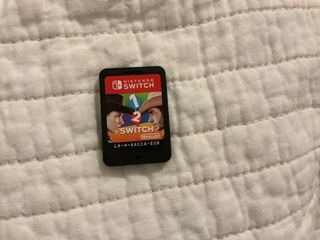 NINTENDO
SWITCH
1
2
SWITCH
Nintendo
LA-H-AACCA-EUR